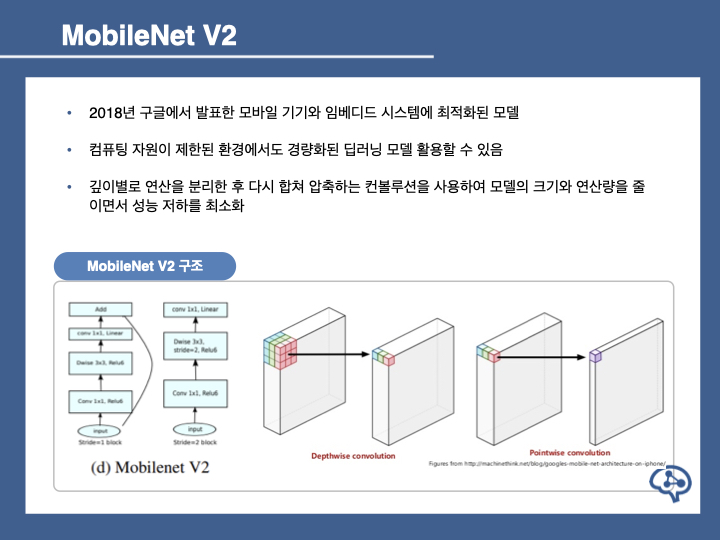 MobileNet V2
• 2018년 구글에서 발표한 모바일 기기와 임베디드 시스템에 최적화된 모델
• 컴퓨팅 자원이 제한된 환경에서도 경량화된 딥러닝 모델 활용할 수 있음
• 깊이별로 연산을 분리한 후 다시 합쳐 압축하는 컨볼루션을 사용하여 모델의 크기와 연산량을 줄
이면서 성능 저하를 최소화
MobileNet V2 구조
Add
conv 1x1, Linear
Dwise 3x3, Relu6
Conv 1x1, Relu6
input
Stride=1 block
conv 1x1, Linear
Dwise 3x3,
stride=2, Relu6
Conv 1x1, Relu6
input
Stride=2 block
(d) Mobilenet V2
Depthwise convolution
Pointwise convolution
Figures from http://machinethink.net/blog/googles-mobile-net-architecture-on-iphone/